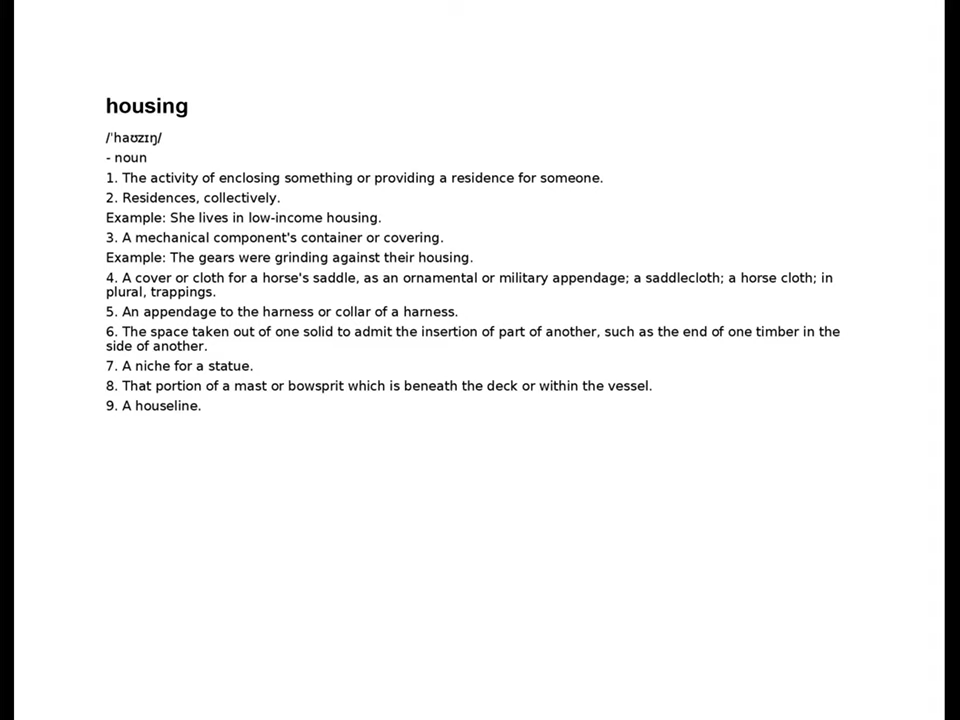 housing
/ˈhaʊzɪŋ/
- noun
1. The activity of enclosing something or providing a residence for someone.
2. Residences, collectively.
Example: She lives in low-income housing.
3. A mechanical component's container or covering.
Example: The gears were grinding against their housing.
4. A cover or cloth for a horse's saddle, as an ornamental or military appendage; a saddlecloth; a horse cloth; in
plural, trappings.
5. An appendage to the harness or collar of a harness.
6. The space taken out of one solid to admit the insertion of part of another, such as the end of one timber in the
side of another.
7. A niche for a statue.
8. That portion of a mast or bowsprit which is beneath the deck or within the vessel.
9. A houseline.